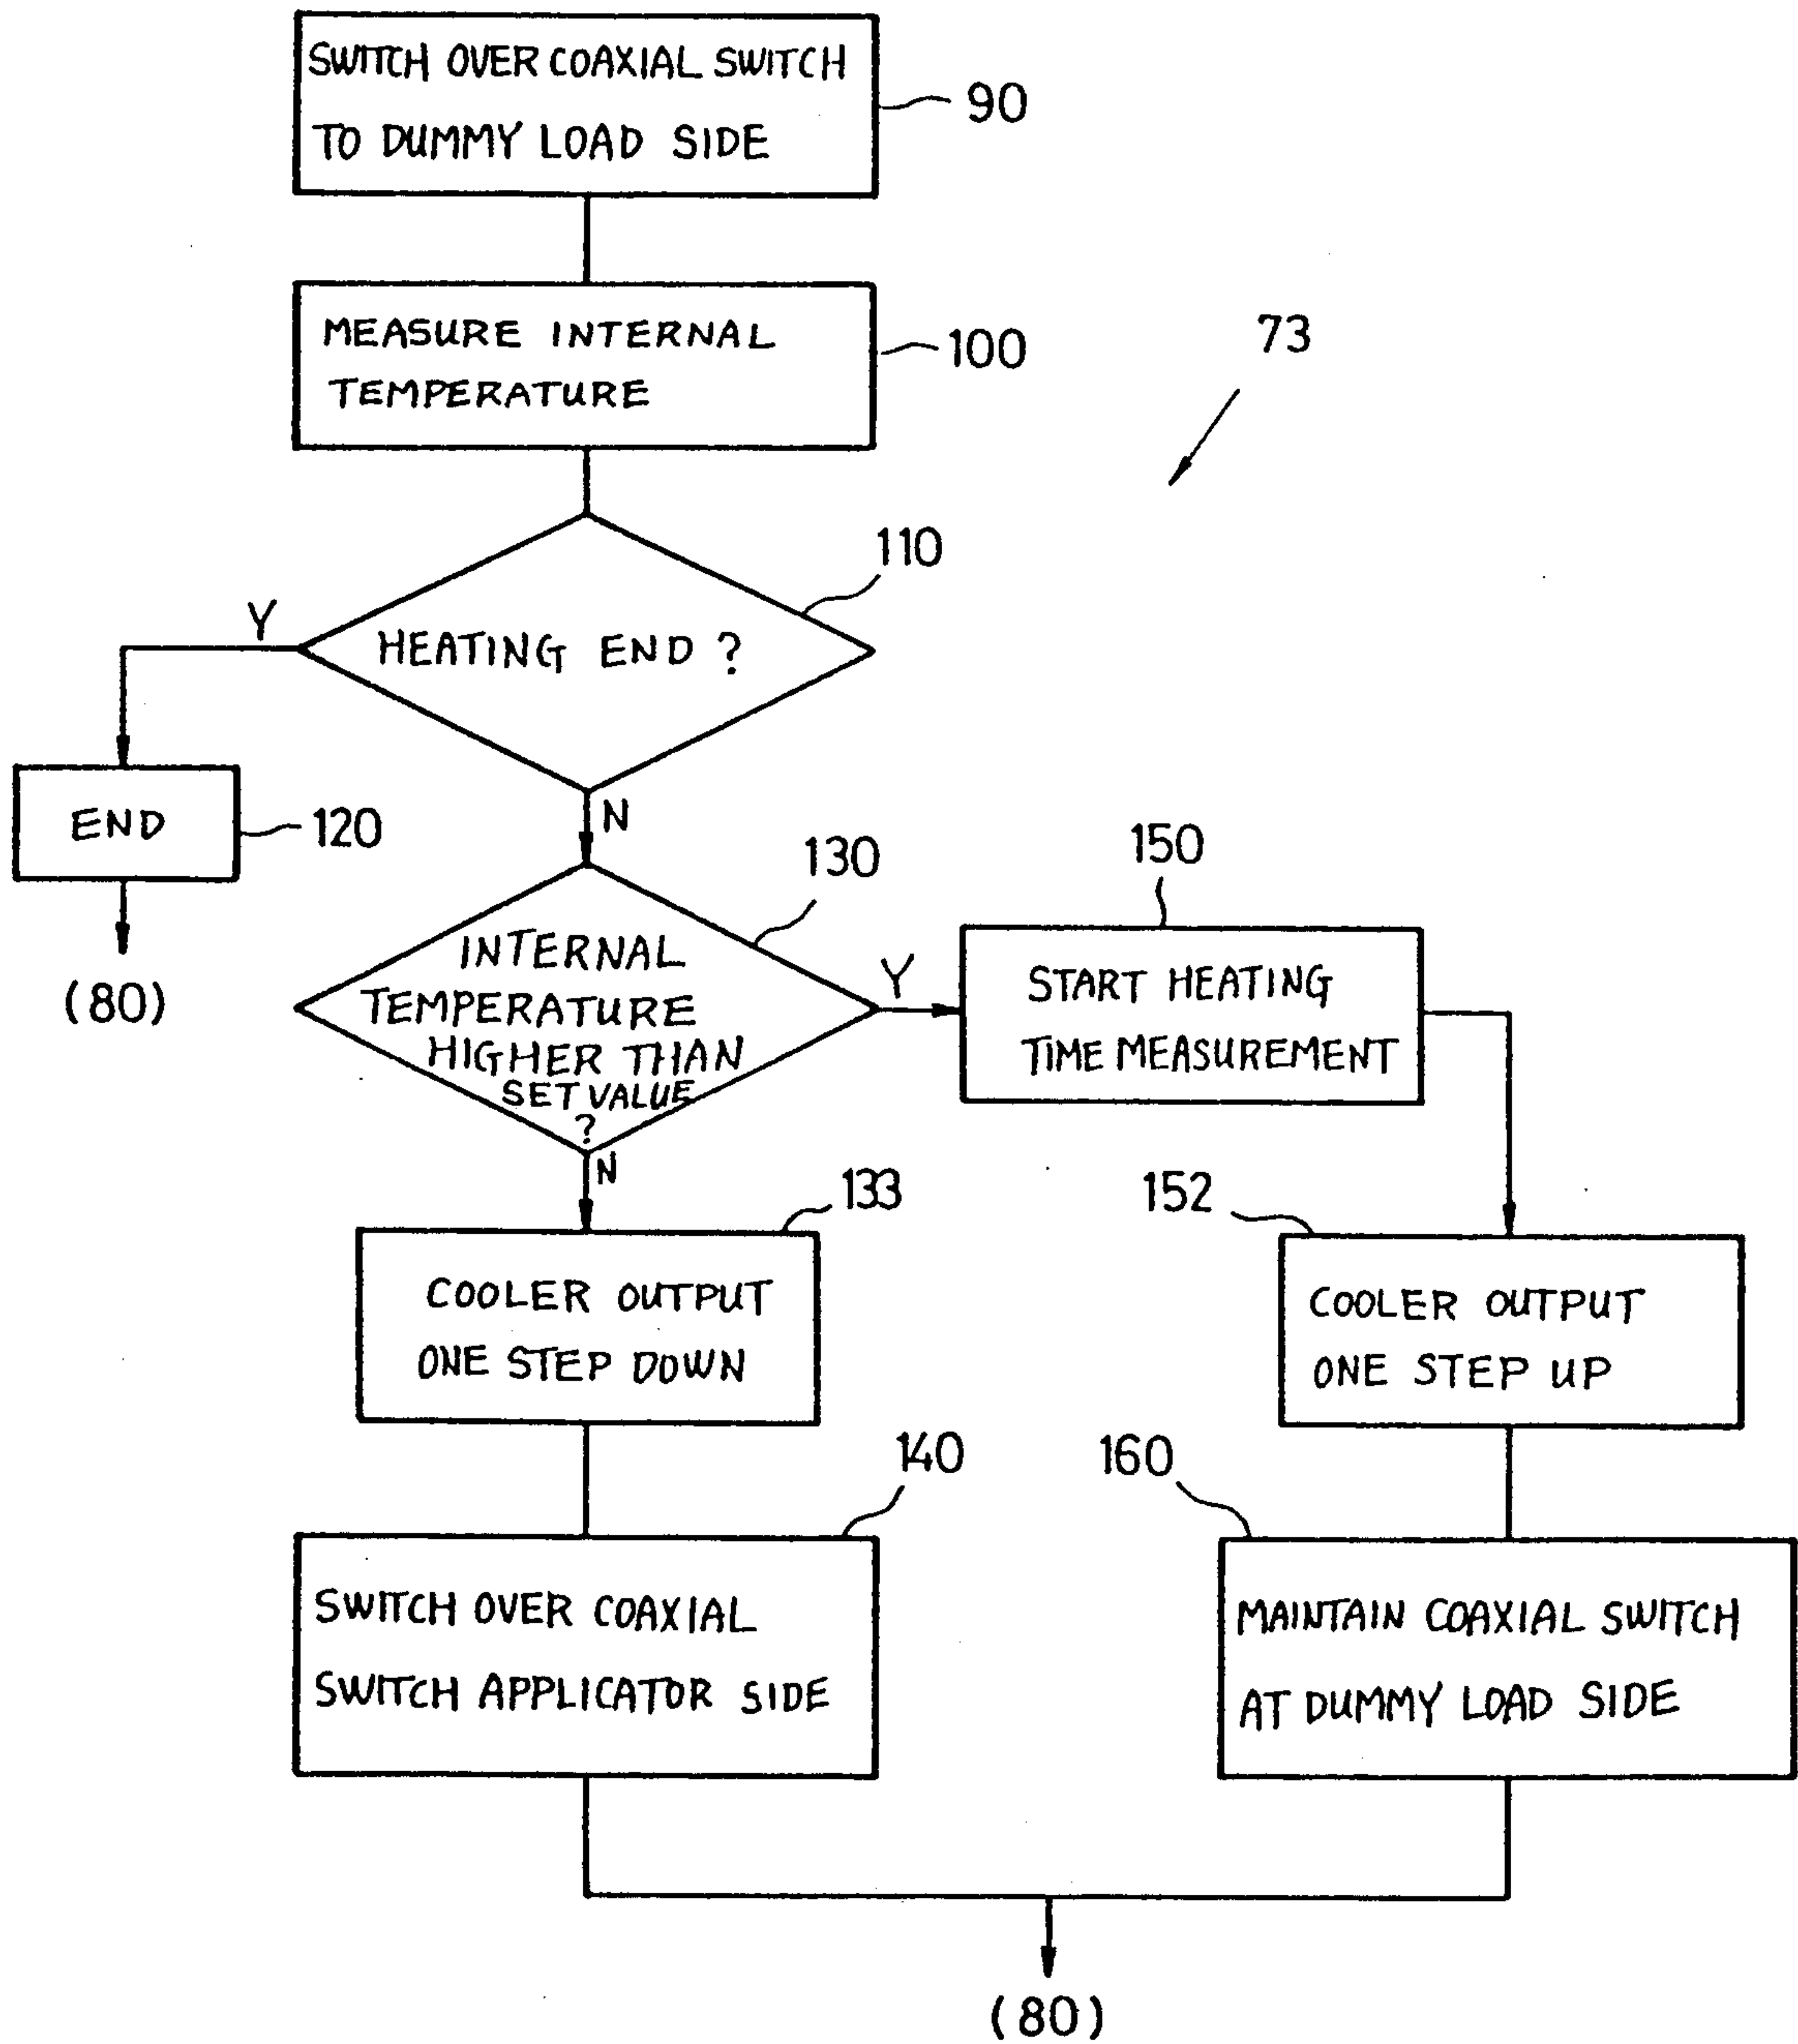 SWITCH OVER COAXIAL SWITCH
TO DUMMY LOAD SIDE
90
MEASURE INTERNAL
TEMPERATURE
100
73
110
Y
HEATING END ?
END
120
(80)
N
130
INTERNAL
TEMPERATURE
HIGHER THAN
SET VALUE
?
Y
150
START HEATING
TIME MEASUREMENT
N
133
COOLER OUTPUT
ONE STEP DOWN
152
COOLER OUTPUT
ONE STEP UP
140
SWITCH OVER COAXIAL
SWITCH APPLICATOR SIDE
160
MAINTAIN COAXIAL SWITCH
AT DUMMY LOAD SIDE
(80)